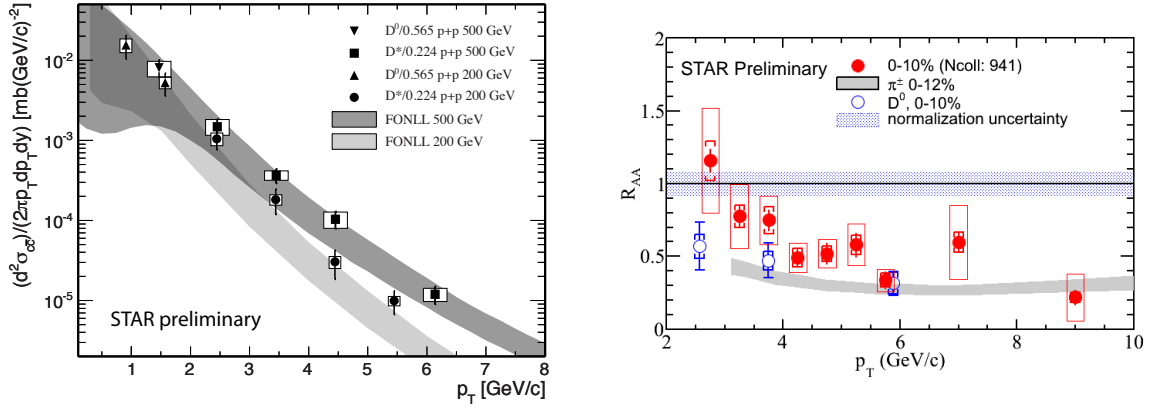 (d²σ_cc̄)/(2πp_T dp_T dy) [mb(GeV/c)⁻²]
10⁻²
10⁻³
10⁻⁴
10⁻⁵
D⁰/0.565 p+p 500 GeV
D*/0.224 p+p 500 GeV
D⁰/0.565 p+p 200 GeV
D*/0.224 p+p 200 GeV
FONLL 500 GeV
FONLL 200 GeV
STAR preliminary
1 2 3 4 5 6 7 8
p_T [GeV/c]
R_AA
2
1.5
1
0.5
0
STAR Preliminary
0-10% (Ncoll: 941)
π± 0-12%
D⁰, 0-10%
normalization uncertainty
2 4 6 8 10
p_T (GeV/c)